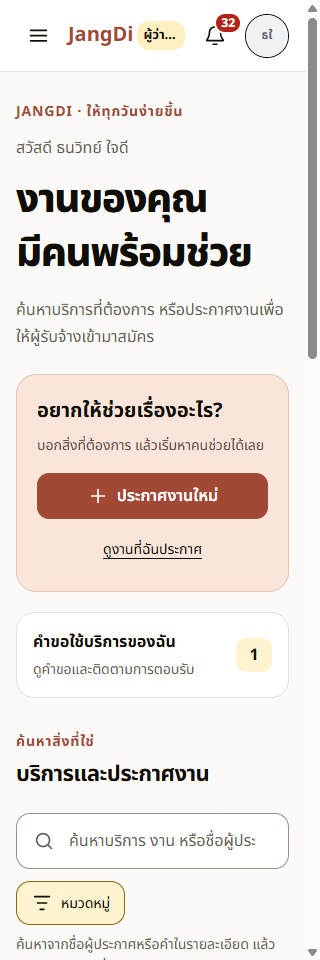 JangDi
ผู้ว่า...
32
ธใ
JANGDI · ให้ทุกวันง่ายขึ้น
สวัสดี ธนวิทย์ ใจดี
งานของคุณ
มีคนพร้อมช่วย
ค้นหาบริการที่ต้องการ หรือประกาศงานเพื่อ
ให้ผู้รับจ้างเข้ามาสมัคร
อยากให้ช่วยเรื่องอะไร?
บอกสิ่งที่ต้องการ แล้วเริ่มหาคนช่วยได้เลย
ประกาศงานใหม่
ดูงานที่ฉันประกาศ
คำขอใช้บริการของฉัน
ดูคำขอและติดตามการตอบรับ
1
ค้นหาสิ่งที่ใช่
บริการและประกาศงาน
ค้นหาบริการ งาน หรือชื่อผู้ประ
หมวดหมู่
ค้นหาจากชื่อผู้ประกาศหรือคำในรายละเอียด แล้ว